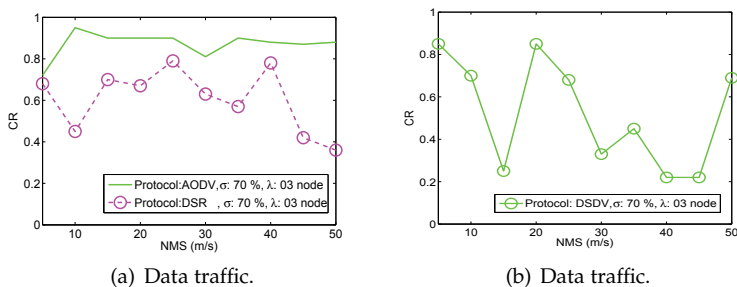 1
0.8
0.6
0.4
0.2
0
CR
Protocol:AODV,σ: 70 %, λ: 03 node
Protocol:DSR , σ: 70 %, λ: 03 node
10 20 30 40 50
NMS (m/s)
(a) Data traffic.
1
0.8
0.6
0.4
0.2
0
CR
Protocol: DSDV,σ: 70 %, λ: 03 node
10 20 30 40 50
NMS (m/s)
(b) Data traffic.